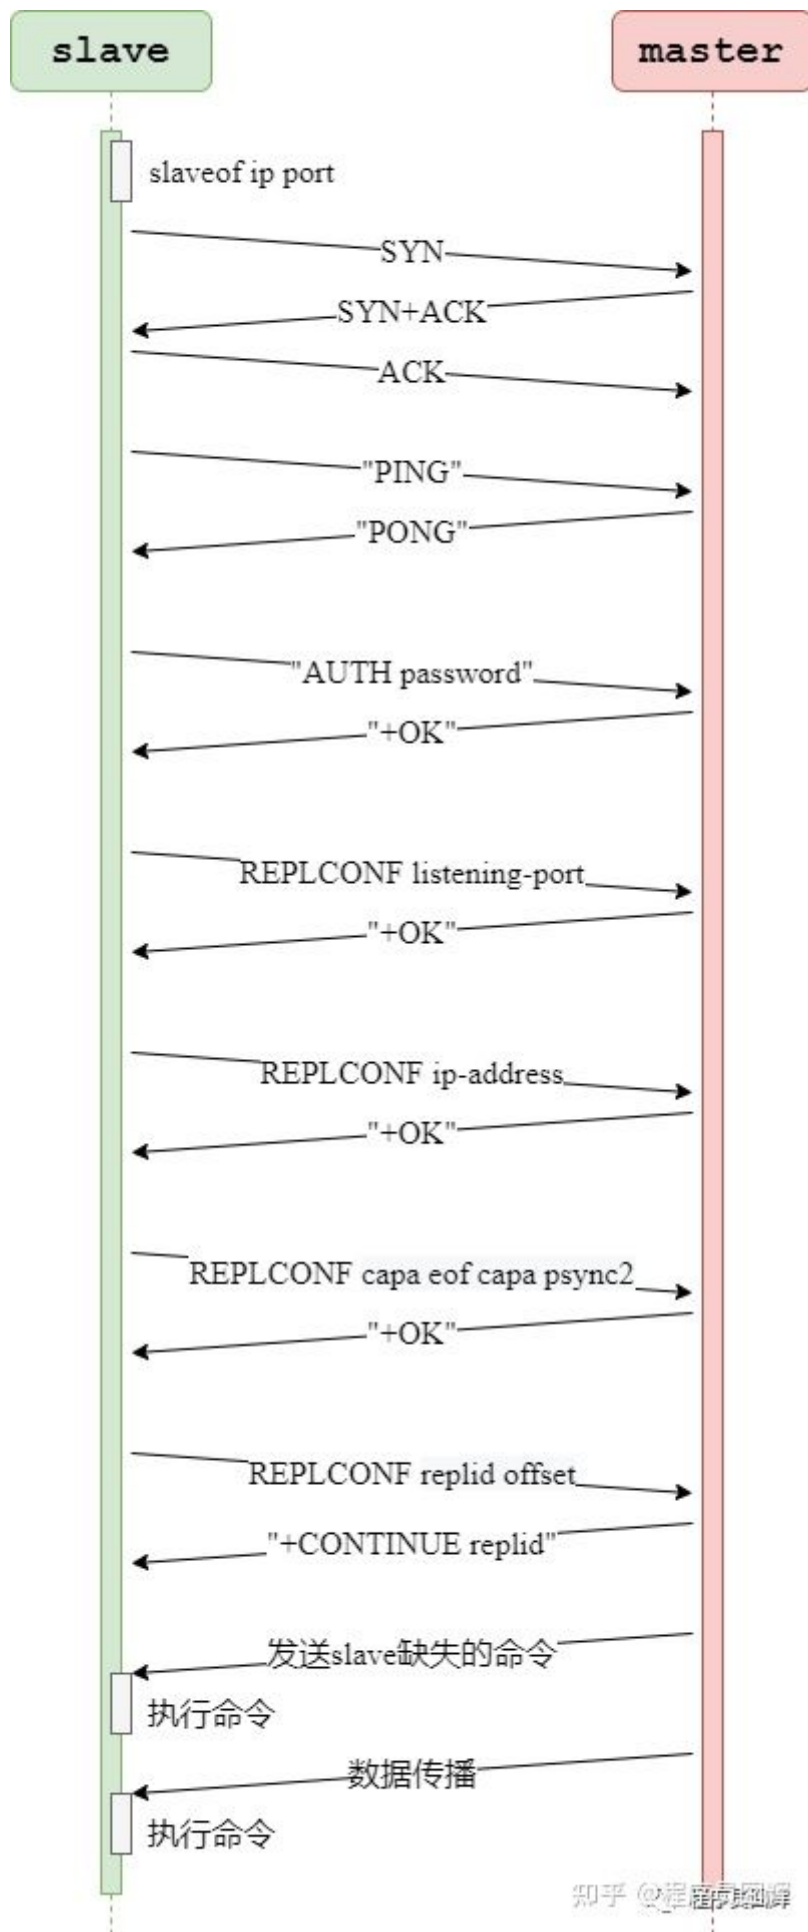 slave
master
slaveof ip port
SYN
SYN+ACK
ACK
"PING"
"PONG"
"AUTH password"
"+OK"
REPLCONF listening-port
"+OK"
REPLCONF ip-address
"+OK"
REPLCONF capa eof capa psync2
"+OK"
REPLCONF replid offset
"+CONTINUE replid"
发送slave缺失的命令
执行命令
数据传播
执行命令
知乎 @程序员